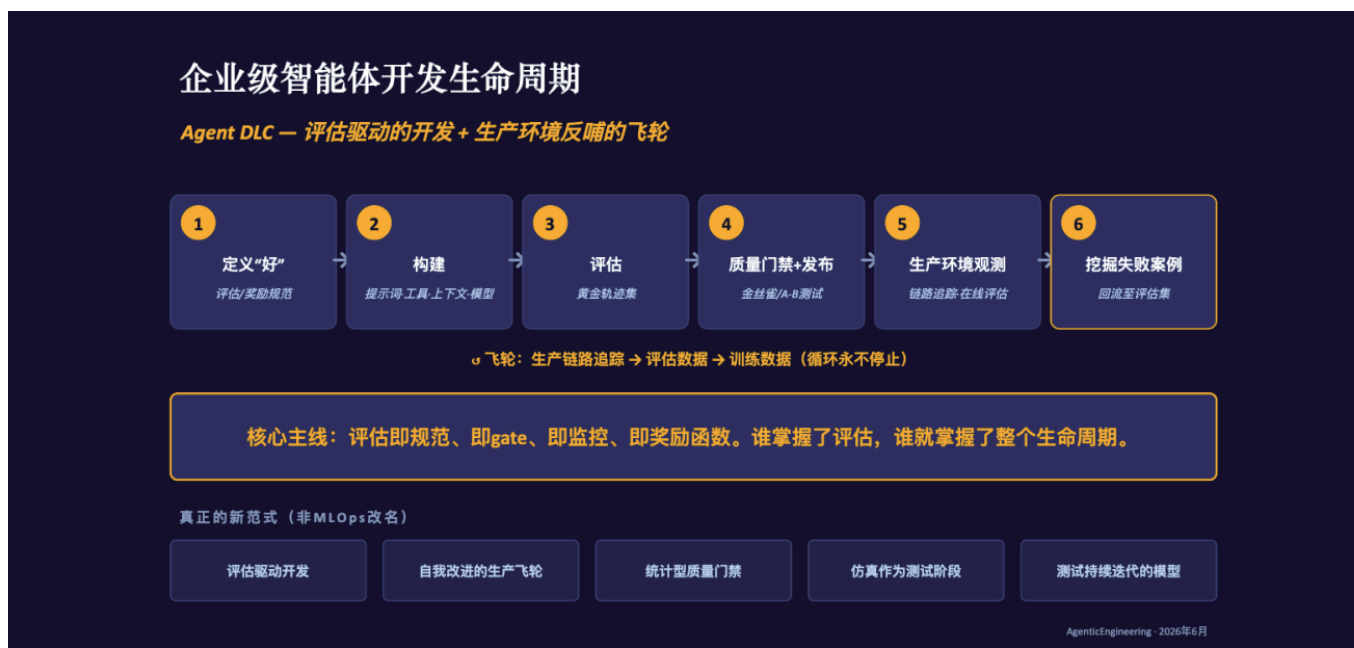 企业级智能体开发生命周期
Agent DLC — 评估驱动的开发 + 生产环境反哺的飞轮
1
定义“好”
评估/奖励规范
→
2
构建
提示词·工具·上下文·模型
→
3
评估
黄金轨迹集
→
4
质量门禁+发布
金丝雀/A-B测试
→
5
生产环境观测
链路追踪·在线评估
→
6
挖掘失败案例
回流至评估集
↺ 飞轮：生产链路追踪 → 评估数据 → 训练数据（循环永不停止）
核心主线：评估即规范、即gate、即监控、即奖励函数。谁掌握了评估，谁就掌握了整个生命周期。
真正的新范式（非MLOps改名）
评估驱动开发
自我改进的生产飞轮
统计型质量门禁
仿真作为测试阶段
测试持续迭代的模型
AgenticEngineering · 2026年6月